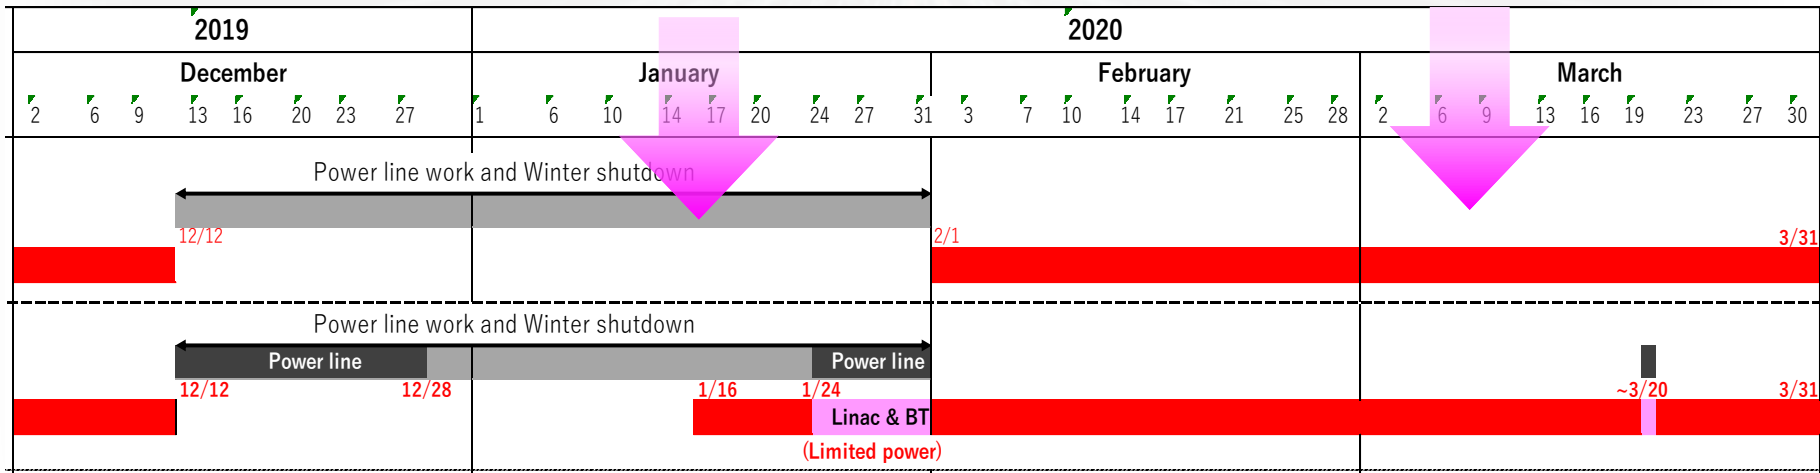 2019 2020
December January February March
2 6 9 13 16 20 23 27 1 6 10 14 17 20 24 27 31 3 7 10 14 17 21 25 28 2 6 9 13 16 19 23 27 30
Power line work and Winter shutdown
12/12 2/1 3/31
Power line work and Winter shutdown
Power line Power line
12/12 12/28 1/16 1/24 ~3/20 3/31
Linac & BT
(Limited power)